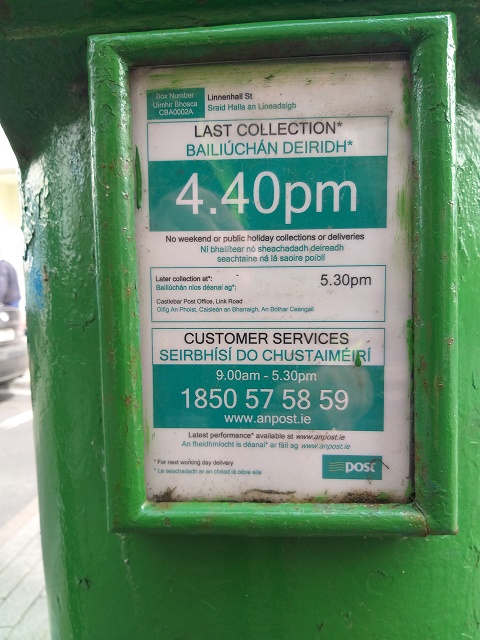 Box Number
Uimhir Bhosca
CBA0002A
Linnenhall St
Sraid Halla an Lineadaigh
LAST COLLECTION*
BAILIÚCHÁN DEIRIDH*
4.40pm
No weekend or public holiday collections or deliveries
Ní bhailítear nó sheachadadh deireadh
seachtaine ná lá saoire poiblí
Later collection at*:
Bailiúchán níos déanaí ag*:
5.30pm
Castlebar Post Office, Link Road
Oifig An Phoist, Caisleán an Bharraigh, An Bóthar Ceangail
CUSTOMER SERVICES
SEIRBHÍSÍ DO CHUSTAIMÉIRÍ
9.00am - 5.30pm
1850 57 58 59
www.anpost.ie
Latest performance* available at www.anpost.ie
An fheidhmíocht is déanaí* ar fáil ag www.anpost.ie
* For next working day delivery
* Le seachadadh ar an chéad lá oibre eile
post